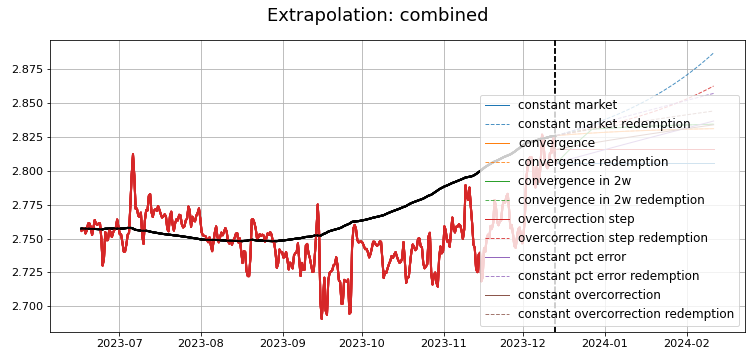 Extrapolation: combined
2.875
2.850
2.825
2.800
2.775
2.750
2.725
2.700
constant market
constant market redemption
convergence
convergence redemption
convergence in 2w
convergence in 2w redemption
overcorrection step
overcorrection step redemption
constant pct error
constant pct error redemption
constant overcorrection
constant overcorrection redemption
2023-07 2023-08 2023-09 2023-10 2023-11 2023-12 2024-01 2024-02